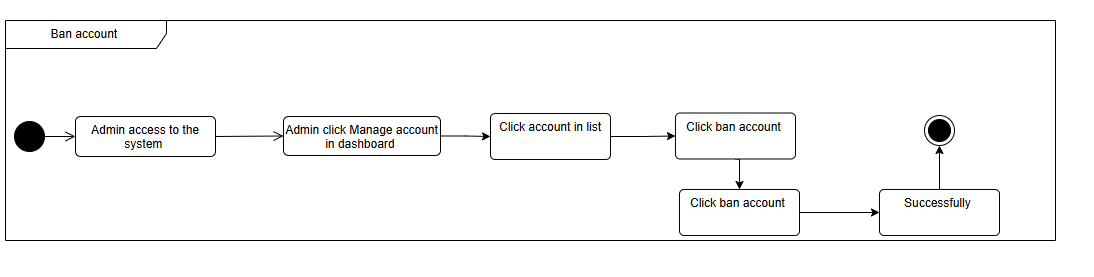 Ban account
Admin access to the
system
Admin click Manage account
in dashboard
Click account in list
Click ban account
Click ban account
Successfully